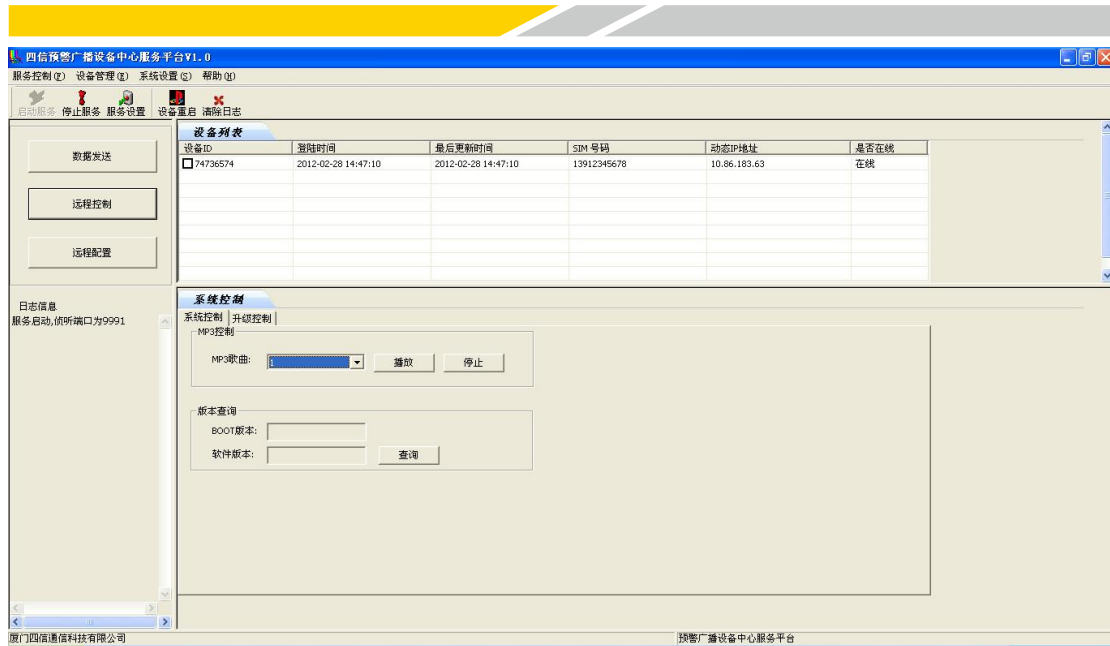 四信预警广播设备中心服务平台V1.0
服务控制(P) 设备管理(E) 系统设置(S) 帮助(H)
启动服务 停止服务 服务设置 设备重启 清除日志
数据发送
远程控制
远程配置
设备列表
设备ID 登陆时间 最后更新时间 SIM 号码 动态IP地址 是否在线
74736574 2012-02-28 14:47:10 2012-02-28 14:47:10 13912345678 10.86.183.63 在线
日志信息
服务启动,侦听端口为9991
系统控制
系统控制 升级控制
MP3控制
MP3歌曲: 1 播放 停止
版本查询
BOOT版本:
软件版本: 查询
厦门四信通信科技有限公司 预警广播设备中心服务平台